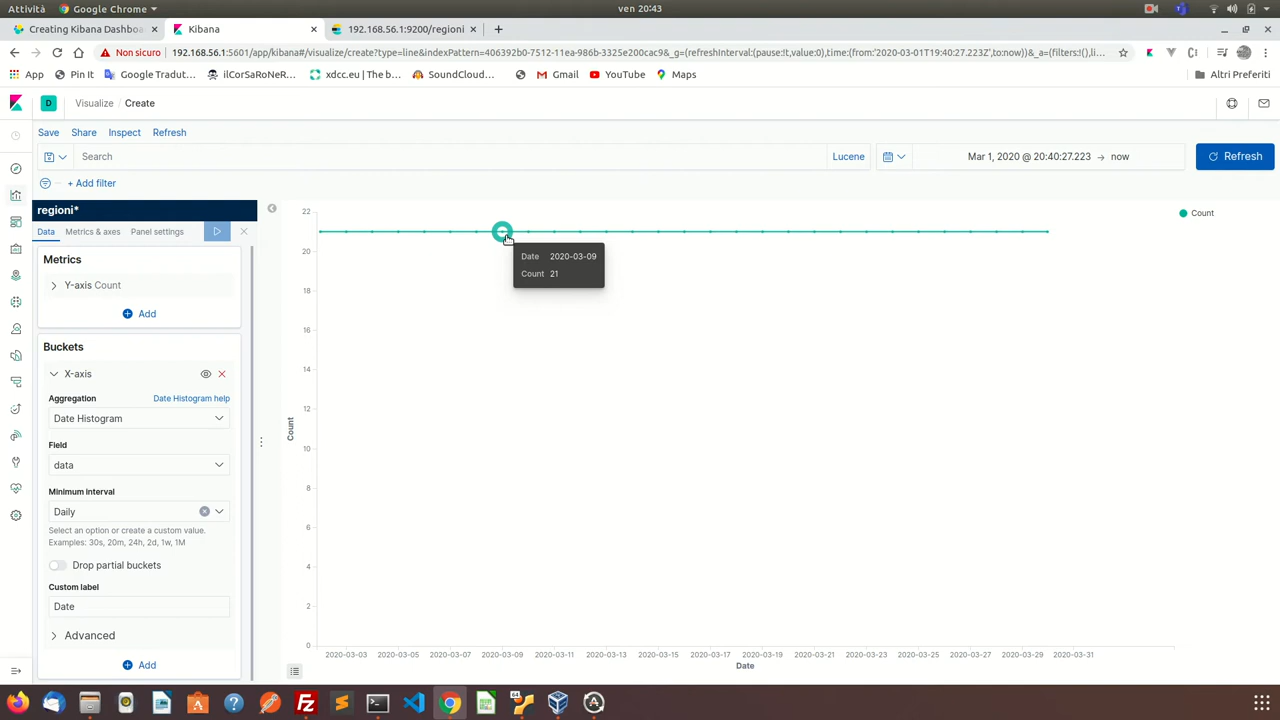 Attività
Google Chrome
ven 20:43
Creating Kibana Dashboa
Kibana
192.168.56.1:9200/regioni
Non sicuro
192.168.56.1:5601/app/kibana#/visualize/create?type=line&indexPattern=406392b0-7512-11ea-986b-3325e200cac9&_g=(refreshInterval:(pause:!t,value:0),time:(from:'2020-03-01T19:40:27.223Z',to:now))&_a=(filters:!(),li...
App
Pin It
Google Tradut...
ilCorSaRoNeR...
xdcc.eu | The b...
SoundCloud...
Gmail
YouTube
Maps
Altri Preferiti
D
Visualize / Create
Save
Share
Inspect
Refresh
Search
Lucene
Mar 1, 2020 @ 20:40:27.223 → now
Refresh
+ Add filter
regioni*
Data
Metrics & axes
Panel settings
Metrics
Y-axis Count
Add
Buckets
X-axis
Aggregation
Date Histogram help
Date Histogram
Field
data
Minimum interval
Daily
Select an option or create a custom value.
Examples: 30s, 20m, 24h, 2d, 1w, 1M
Drop partial buckets
Custom label
Date
Advanced
Add
22
20
18
16
14
12
10
8
6
4
2
0
Count
Date 2020-03-09
Count 21
Count
2020-03-03
2020-03-05
2020-03-07
2020-03-09
2020-03-11
2020-03-13
2020-03-15
2020-03-17
2020-03-19
2020-03-21
2020-03-23
2020-03-25
2020-03-27
2020-03-29
2020-03-31
Date